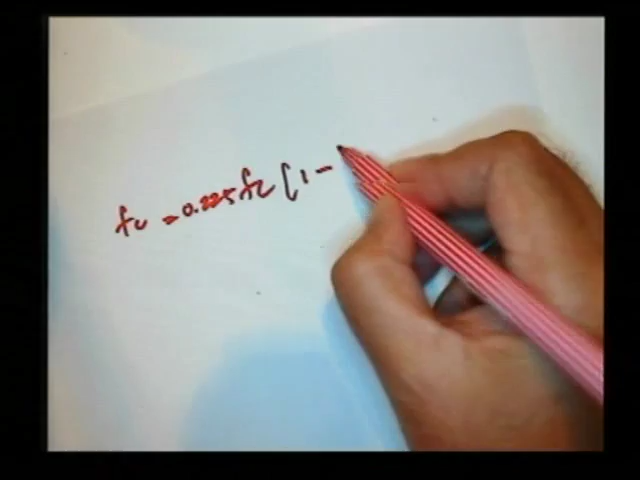 fc = 0.225 fc [1 -